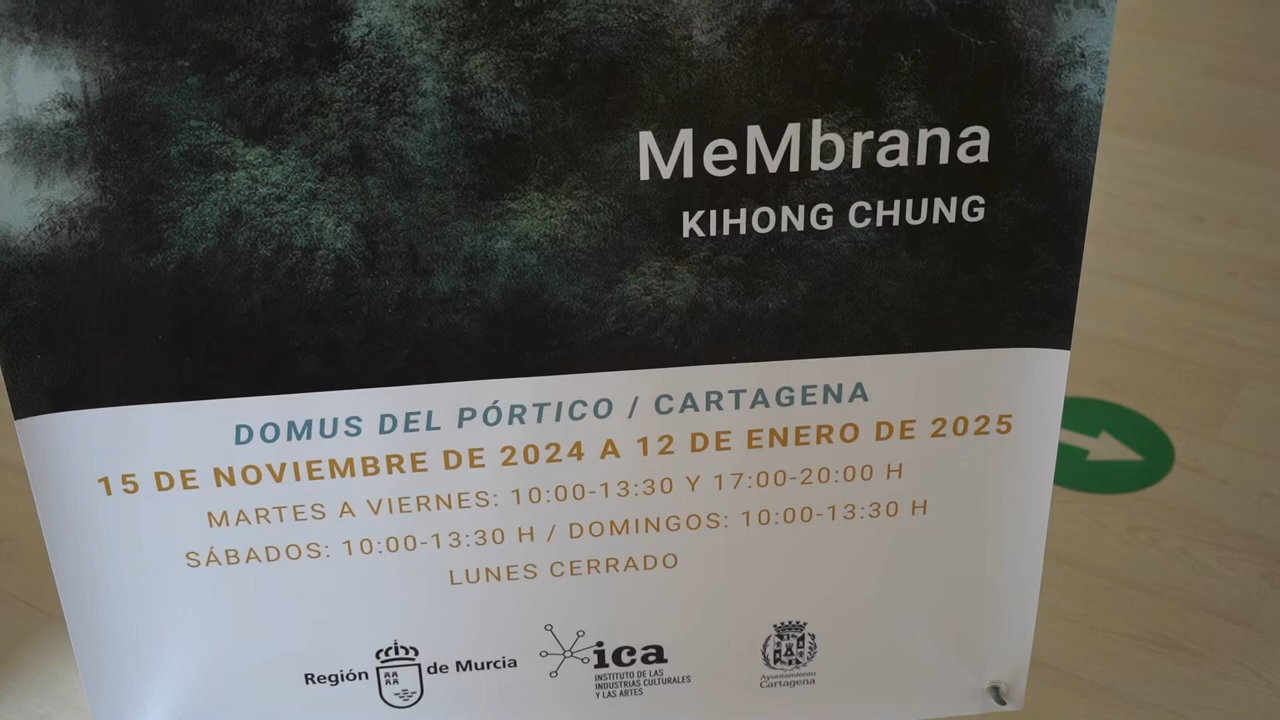 MeMbrana
KIHONG CHUNG
DOMUS DEL PÓRTICO / CARTAGENA
15 DE NOVIEMBRE DE 2024 A 12 DE ENERO DE 2025
MARTES A VIERNES: 10:00-13:30 Y 17:00-20:00 H
SÁBADOS: 10:00-13:30 H / DOMINGOS: 10:00-13:30 H
LUNES CERRADO
Región de Murcia
ica
INSTITUTO DE LAS
INDUSTRIAS CULTURALES
Y LAS ARTES
Ayuntamiento
Cartagena